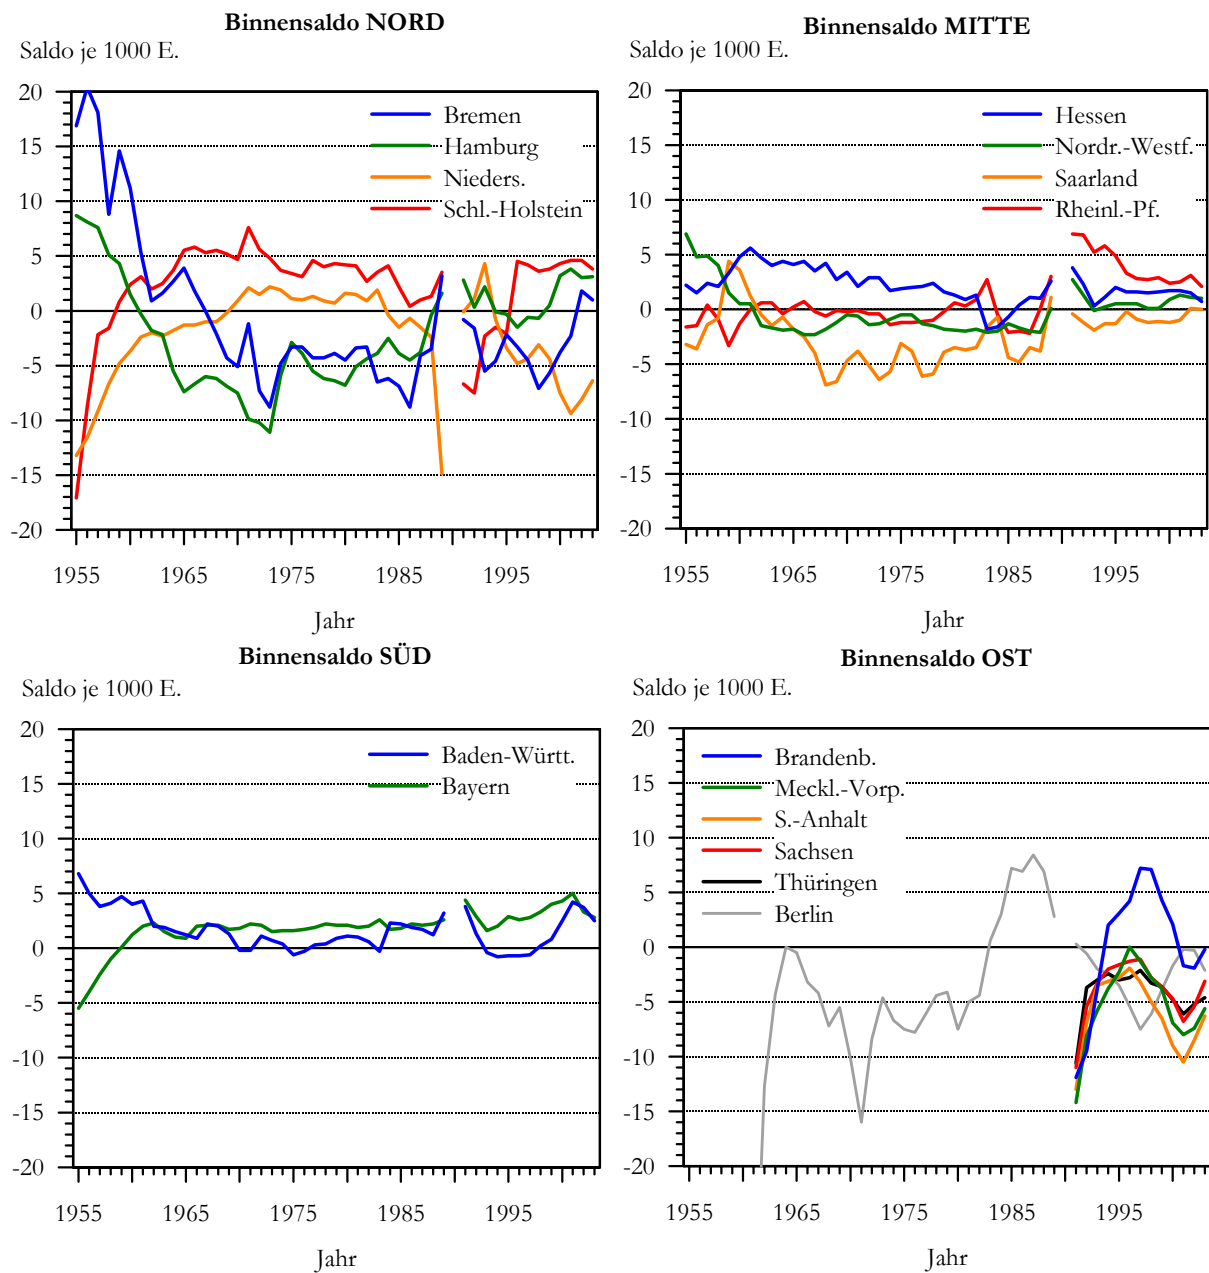 Binnensaldo NORD
Saldo je 1000 E.
20
15
10
5
0
-5
-10
-15
-20
Bremen
Hamburg
Nieders.
Schl.-Holstein
1955 1965 1975 1985 1995
Jahr
Binnensaldo MITTE
Saldo je 1000 E.
20
15
10
5
0
-5
-10
-15
-20
Hessen
Nordr.-Westf.
Saarland
Rheinl.-Pf.
1955 1965 1975 1985 1995
Jahr
Binnensaldo SÜD
Saldo je 1000 E.
20
15
10
5
0
-5
-10
-15
-20
Baden-Württ.
Bayern
1955 1965 1975 1985 1995
Jahr
Binnensaldo OST
Saldo je 1000 E.
20
15
10
5
0
-5
-10
-15
-20
Brandenb.
Meckl.-Vorp.
S.-Anhalt
Sachsen
Thüringen
Berlin
1955 1965 1975 1985 1995
Jahr